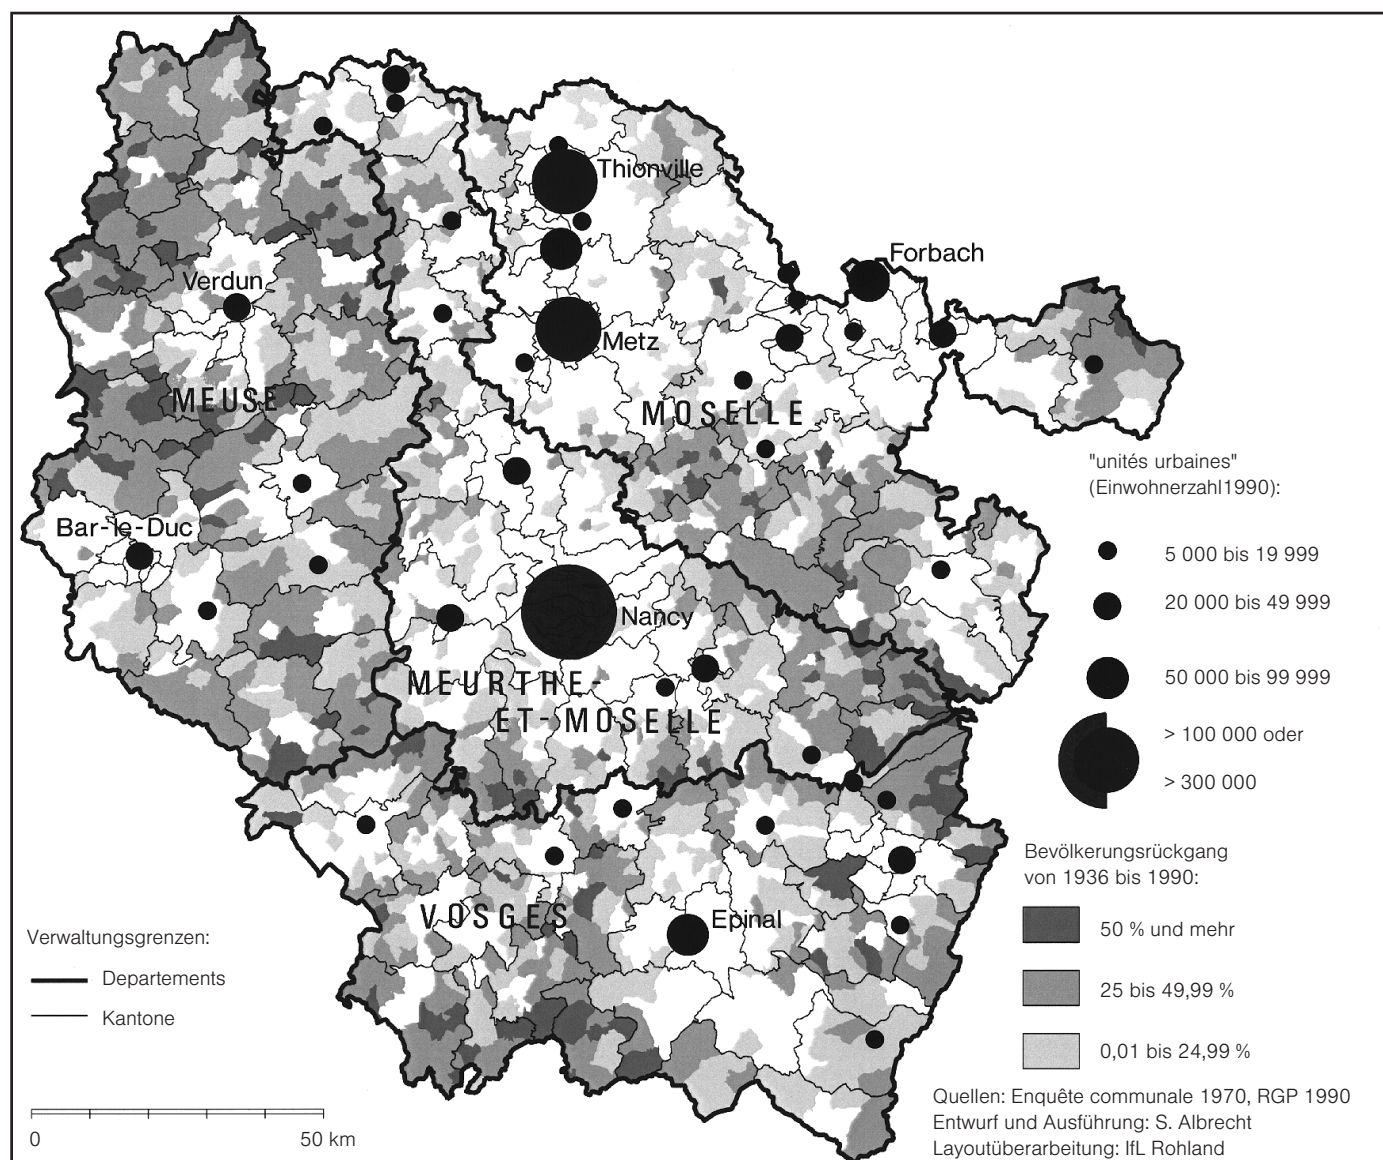 Thionville
Forbach
Verdun
Metz
MEUSE
MOSELLE
"unités urbaines"
(Einwohnerzahl1990):
Bar-le-Duc
5 000 bis 19 999
20 000 bis 49 999
Nancy
50 000 bis 99 999
MEURTHE-
ET-MOSELLE
> 100 000 oder
> 300 000
Bevölkerungsrückgang
von 1936 bis 1990:
VOSGES
Epinal
50 % und mehr
Verwaltungsgrenzen:
Departements
25 bis 49,99 %
Kantone
0,01 bis 24,99 %
Quellen: Enquête communale 1970, RGP 1990
Entwurf und Ausführung: S. Albrecht
Layoutüberarbeitung: IfL Rohland
0 50 km